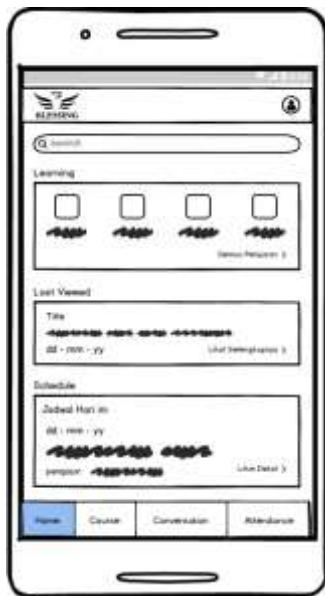 BLESSING
Search
Learning
Semua Pelajaran >
Last Viewed
Title
dd - mm - yy
Lihat Selengkapnya >
Schedule
Jadwal Hari ini
dd - mm - yy
pengajar:
Lihat Detail >
Home Course Conversation Attendance